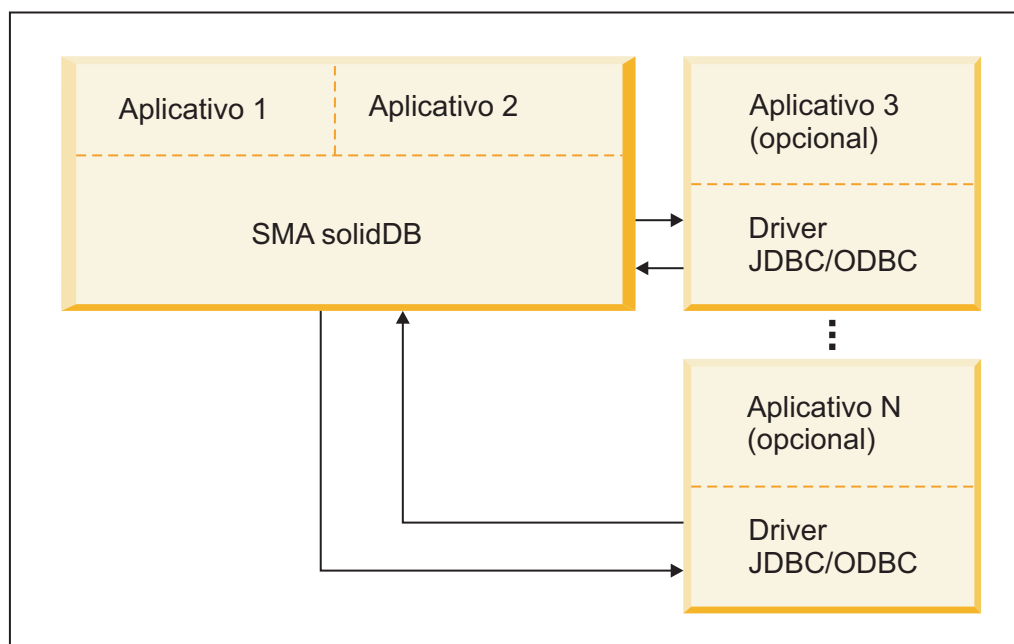 Aplicativo 1
Aplicativo 2
SMA solidDB
Aplicativo 3
(opcional)
Driver
JDBC/ODBC
Aplicativo N
(opcional)
Driver
JDBC/ODBC